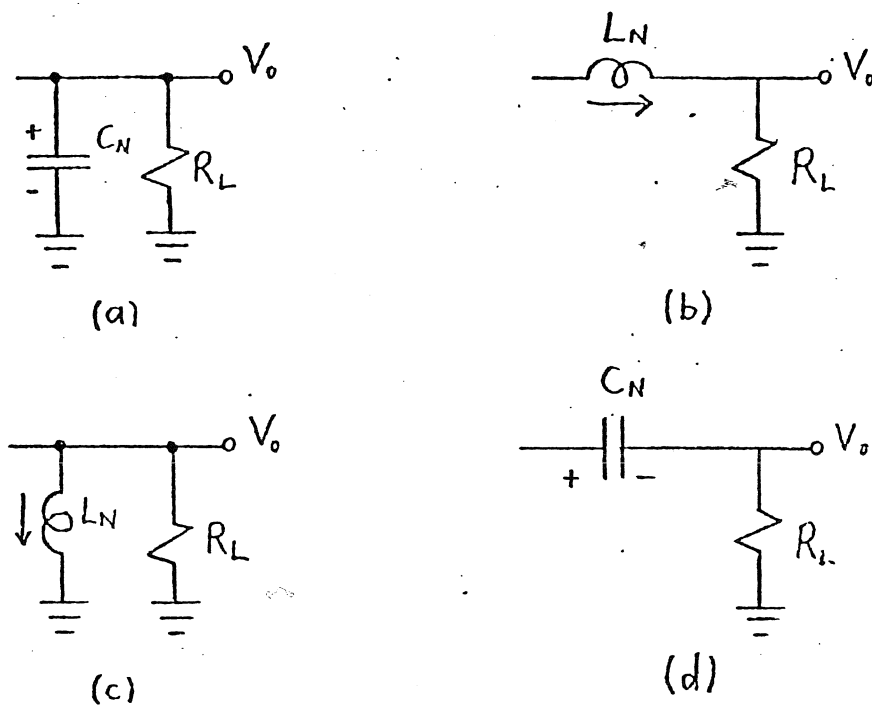 V₀
+
C_N
-
R_L
(a)
L_N
V₀
R_L
(b)
V₀
L_N
R_L
(c)
C_N
+ -
V₀
R_L
(d)